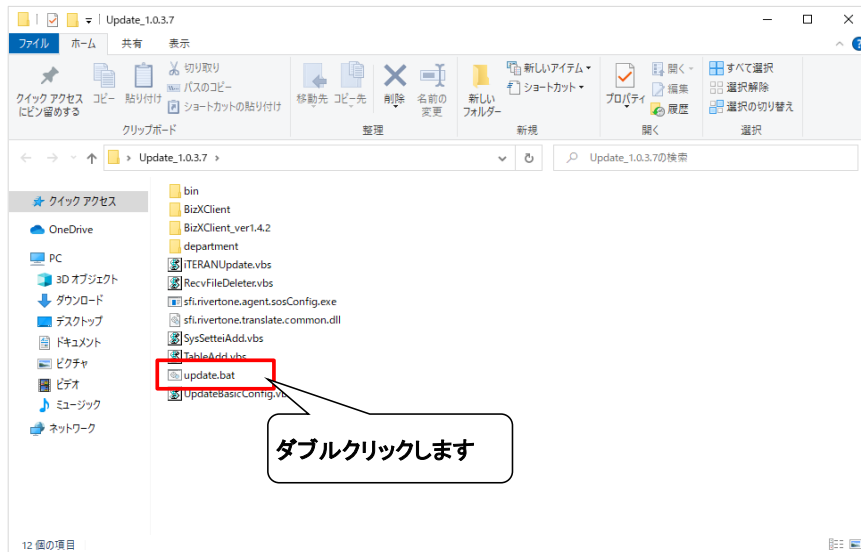 Update_1.0.3.7
ファイル ホーム 共有 表示
クイック アクセス
にピン留めする
コピー
貼り付け
切り取り
パスのコピー
ショートカットの貼り付け
クリップボード
移動先 コピー先 削除 名前の
変更
整理
新しい
フォルダー
新しいアイテム
ショートカット
新規
プロパティ
開く
編集
履歴
開く
すべて選択
選択解除
選択の切り替え
選択
Update_1.0.3.7
Update_1.0.3.7の検索
クイック アクセス
OneDrive
PC
3D オブジェクト
ダウンロード
デスクトップ
ドキュメント
ピクチャ
ビデオ
ミュージック
ネットワーク
bin
BizXClient
BizXClient_ver1.4.2
department
iTERANUpdate.vbs
RecvFileDeleter.vbs
sfi.rivertone.agent.sosConfig.exe
sfi.rivertone.translate.common.dll
SysSetteiAdd.vbs
TableAdd.vbs
update.bat
UpdateBasicConfig.vb
ダブルクリックします
12 個の項目